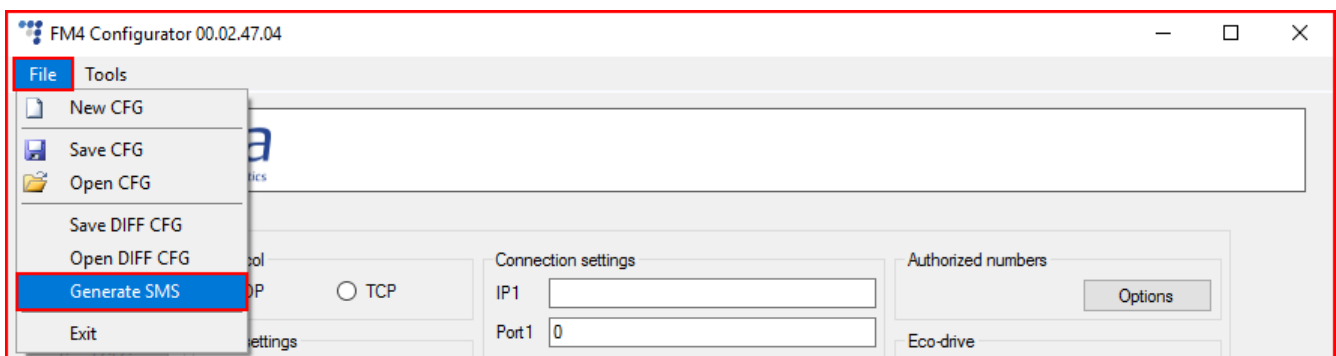 FM4 Configurator 00.02.47.04
File Tools
New CFG
Save CFG
Open CFG
Save DIFF CFG
Open DIFF CFG
Generate SMS
Exit
TCP
Connection settings
IP1
Port1 0
Authorized numbers
Options
Eco-drive